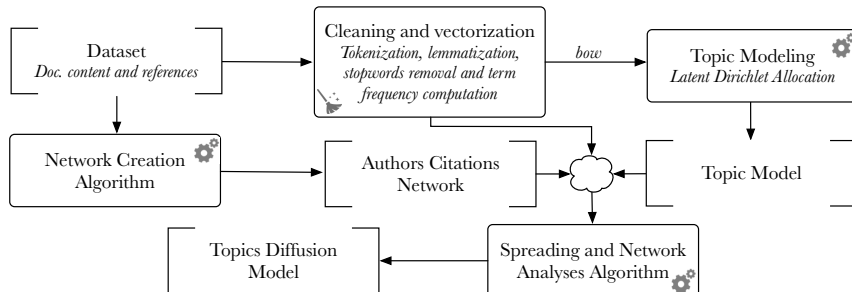 Dataset
Doc. content and references
Cleaning and vectorization
Tokenization, lemmatization,
stopwords removal and term
frequency computation
bow
Topic Modeling
Latent Dirichlet Allocation
Network Creation
Algorithm
Authors Citations
Network
Topic Model
Topics Diffusion
Model
Spreading and Network
Analyses Algorithm